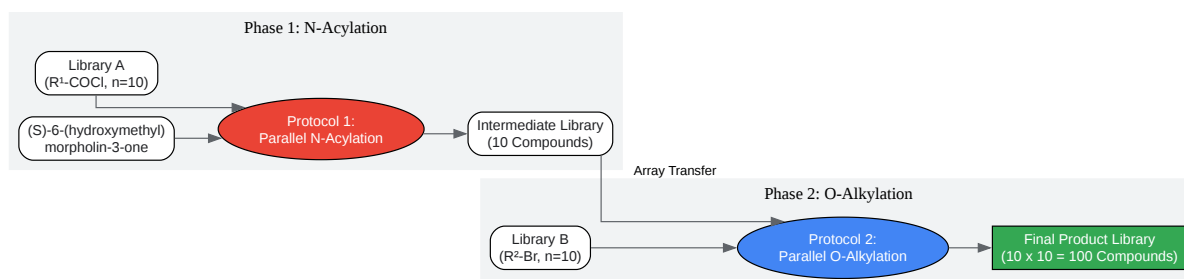 Phase 1: N-Acylation
Library A
(R¹-COCl, n=10)
(S)-6-(hydroxymethyl)
morpholin-3-one
Protocol 1:
Parallel N-Acylation
Intermediate Library
(10 Compounds)
Array Transfer
Phase 2: O-Alkylation
Library B
(R²-Br, n=10)
Protocol 2:
Parallel O-Alkylation
Final Product Library
(10 x 10 = 100 Compounds)